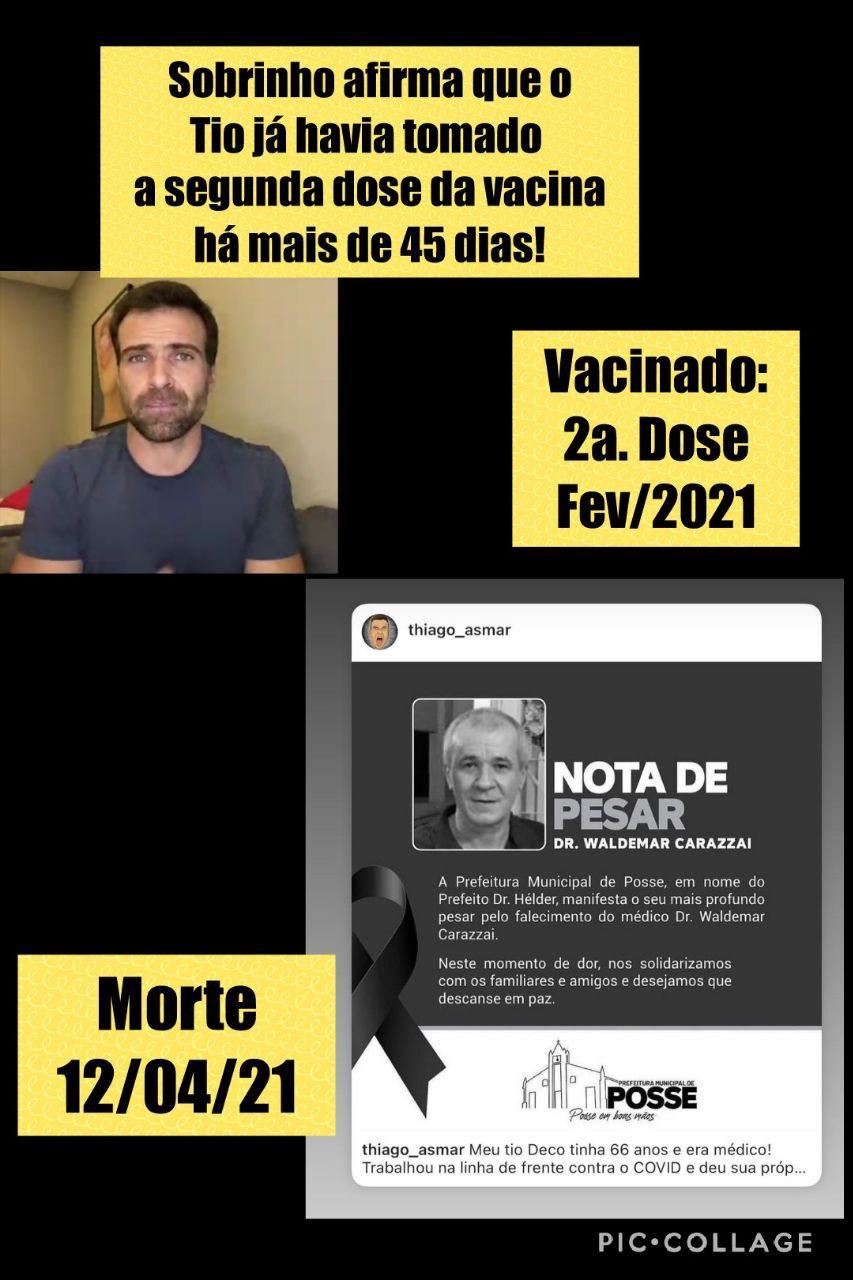 Sobrinho afirma que o
Tio já havia tomado
a segunda dose da vacina
há mais de 45 dias!
Vacinado:
2a. Dose
Fev/2021
thiago_asmar
NOTA DE
PESAR
DR. WALDEMAR CARAZZAI
A Prefeitura Municipal de Posse, em nome do
Prefeito Dr. Hélder, manifesta o seu mais profundo
pesar pelo falecimento do médico Dr. Waldemar
Carazzai.
Neste momento de dor, nos solidarizamos
com os familiares e amigos e desejamos que
descanse em paz.
Morte
12/04/21
PREFEITURA MUNICIPAL DE
POSSE
Posse em boas mãos
thiago_asmar Meu tio Deco tinha 66 anos e era médico!
Trabalhou na linha de frente contra o COVID e deu sua próp...
PIC•COLLAGE